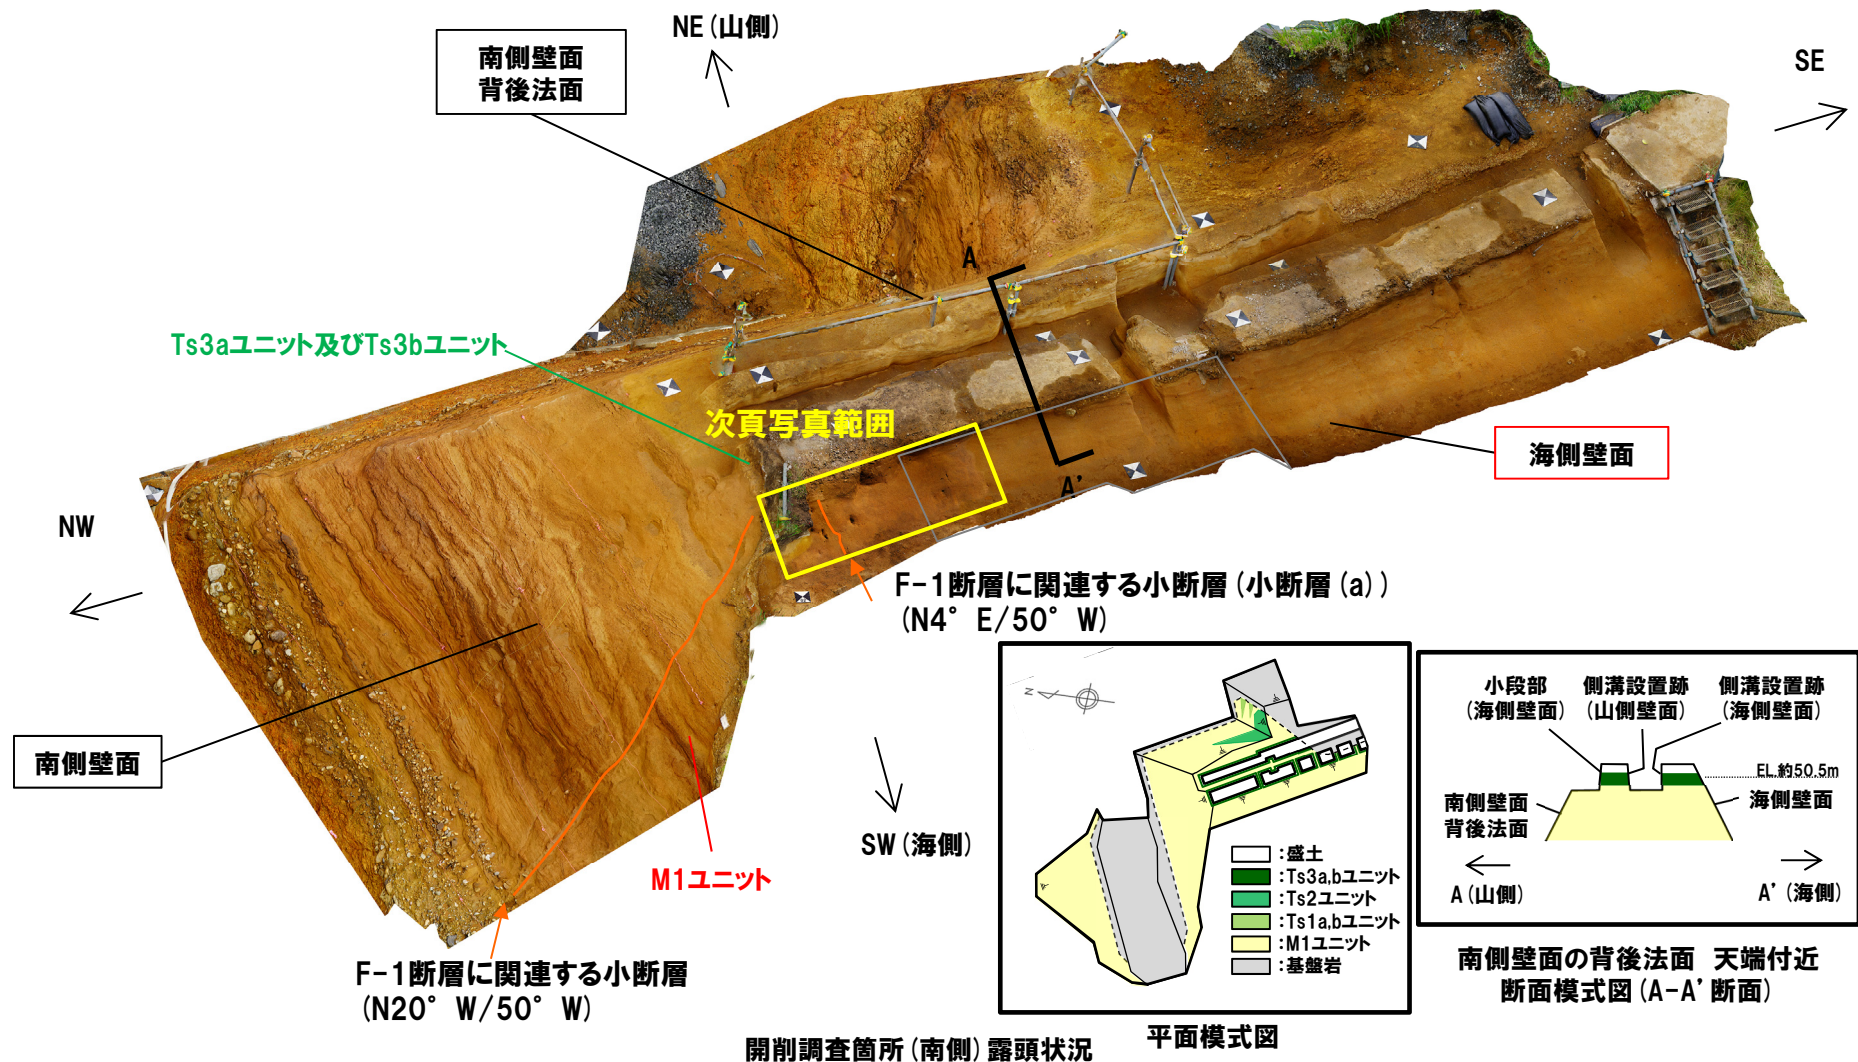 NE(山側)
南側壁面
背後法面
SE
A
Ts3aユニット及びTs3bユニット
次頁写真範囲
海側壁面
A'
NW
F-1断層に関連する小断層(小断層(a))
(N4°E/50°W)
南側壁面
SW(海側)
M1ユニット
F-1断層に関連する小断層
(N20°W/50°W)
N
:盛土
:Ts3a,bユニット
:Ts2ユニット
:Ts1a,bユニット
:M1ユニット
:基盤岩
平面模式図
小段部
(海側壁面)
側溝設置跡
(山側壁面)
側溝設置跡
(海側壁面)
EL.約50.5m
南側壁面
背後法面
海側壁面
A(山側)
A'(海側)
南側壁面の背後法面 天端付近
断面模式図(A-A'断面)
開削調査箇所(南側)露頭状況